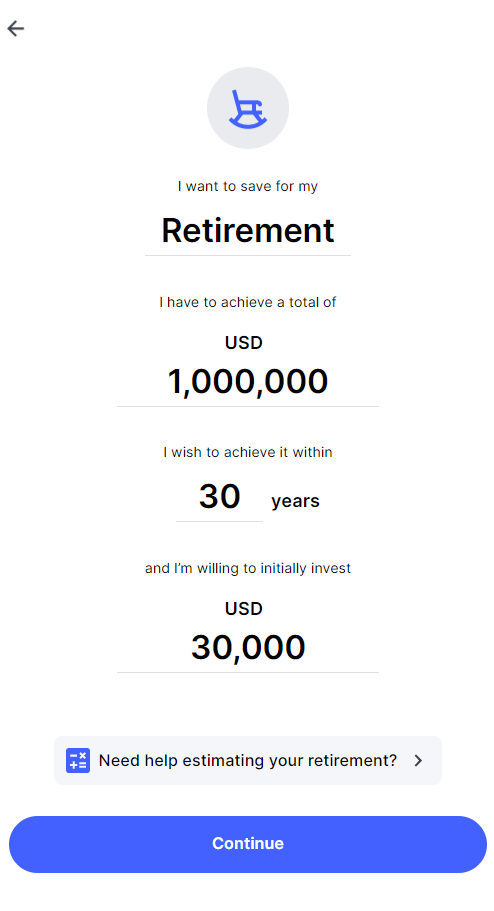 I want to save for my
Retirement
I have to achieve a total of
USD
1,000,000
I wish to achieve it within
30 years
and I’m willing to initially invest
USD
30,000
Need help estimating your retirement?
Continue